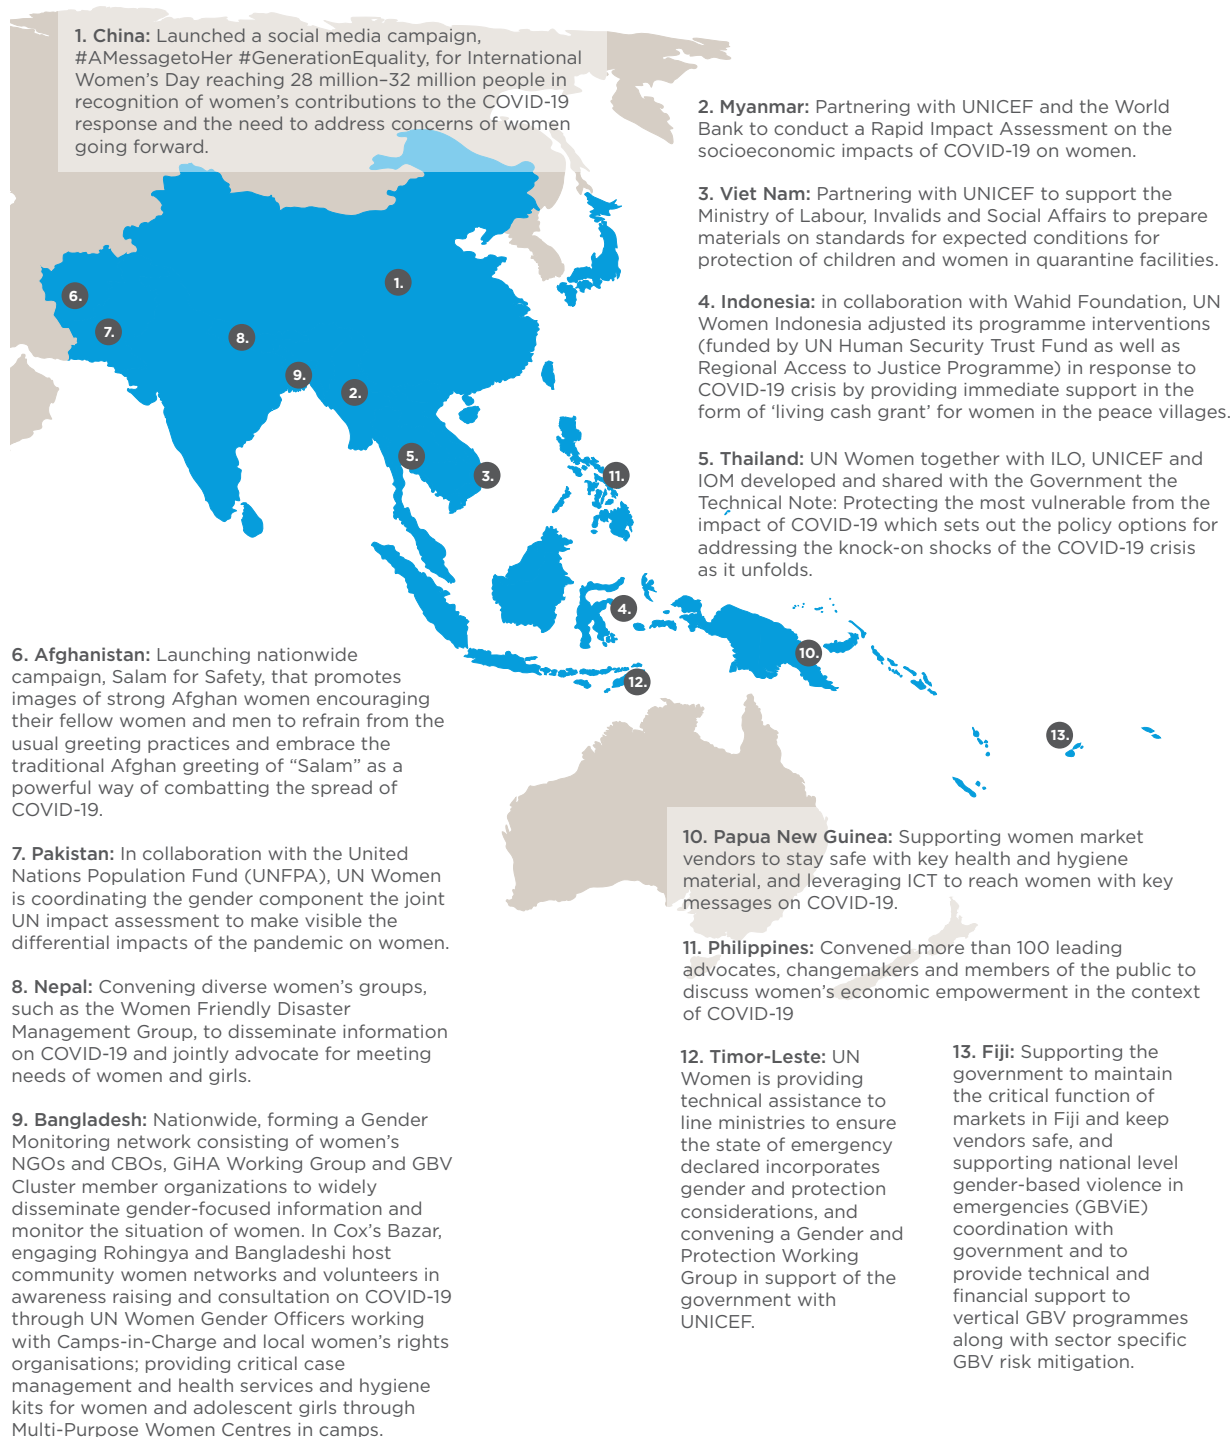 1. China: Launched a social media campaign,
#AMessagetoHer #GenerationEquality, for International
Women’s Day reaching 28 million–32 million people in
recognition of women’s contributions to the COVID-19
response and the need to address concerns of women
going forward.
2. Myanmar: Partnering with UNICEF and the World
Bank to conduct a Rapid Impact Assessment on the
socioeconomic impacts of COVID-19 on women.
3. Viet Nam: Partnering with UNICEF to support the
Ministry of Labour, Invalids and Social Affairs to prepare
materials on standards for expected conditions for
protection of children and women in quarantine facilities.
4. Indonesia: in collaboration with Wahid Foundation, UN
Women Indonesia adjusted its programme interventions
(funded by UN Human Security Trust Fund as well as
Regional Access to Justice Programme) in response to
COVID-19 crisis by providing immediate support in the
form of ‘living cash grant’ for women in the peace villages.
5. Thailand: UN Women together with ILO, UNICEF and
IOM developed and shared with the Government the
Technical Note: Protecting the most vulnerable from the
impact of COVID-19 which sets out the policy options for
addressing the knock-on shocks of the COVID-19 crisis
as it unfolds.
1.
6.
7.
8.
9.
2.
5.
3.
11.
4.
10.
12.
13.
6. Afghanistan: Launching nationwide
campaign, Salam for Safety, that promotes
images of strong Afghan women encouraging
their fellow women and men to refrain from the
usual greeting practices and embrace the
traditional Afghan greeting of “Salam” as a
powerful way of combatting the spread of
COVID-19.
7. Pakistan: In collaboration with the United
Nations Population Fund (UNFPA), UN Women
is coordinating the gender component the joint
UN impact assessment to make visible the
differential impacts of the pandemic on women.
8. Nepal: Convening diverse women’s groups,
such as the Women Friendly Disaster
Management Group, to disseminate information
on COVID-19 and jointly advocate for meeting
needs of women and girls.
9. Bangladesh: Nationwide, forming a Gender
Monitoring network consisting of women’s
NGOs and CBOs, GiHA Working Group and GBV
Cluster member organizations to widely
disseminate gender-focused information and
monitor the situation of women. In Cox’s Bazar,
engaging Rohingya and Bangladeshi host
community women networks and volunteers in
awareness raising and consultation on COVID-19
through UN Women Gender Officers working
with Camps-in-Charge and local women’s rights
organisations; providing critical case
management and health services and hygiene
kits for women and adolescent girls through
Multi-Purpose Women Centres in camps.
10. Papua New Guinea: Supporting women market
vendors to stay safe with key health and hygiene
material, and leveraging ICT to reach women with key
messages on COVID-19.
11. Philippines: Convened more than 100 leading
advocates, changemakers and members of the public to
discuss women’s economic empowerment in the context
of COVID-19
12. Timor-Leste: UN
Women is providing
technical assistance to
line ministries to ensure
the state of emergency
declared incorporates
gender and protection
considerations, and
convening a Gender and
Protection Working
Group in support of the
government with
UNICEF.
13. Fiji: Supporting the
government to maintain
the critical function of
markets in Fiji and keep
vendors safe, and
supporting national level
gender-based violence in
emergencies (GBViE)
coordination with
government and to
provide technical and
financial support to
vertical GBV programmes
along with sector specific
GBV risk mitigation.